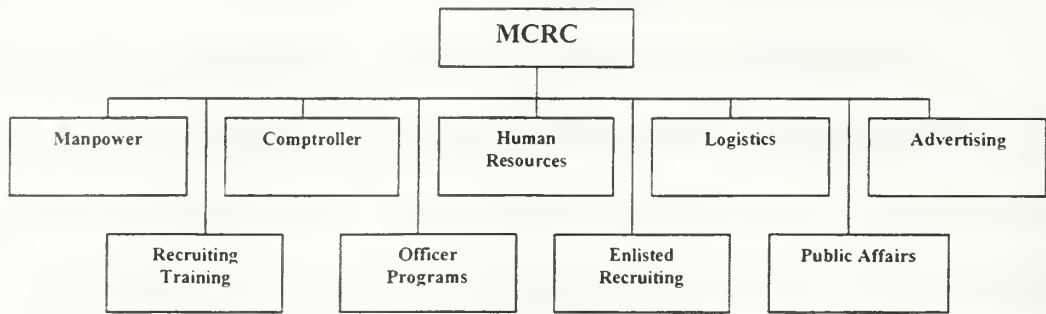 MCRC
Manpower
Comptroller
Human
Resources
Logistics
Advertising
Recruiting
Training
Officer
Programs
Enlisted
Recruiting
Public Affairs